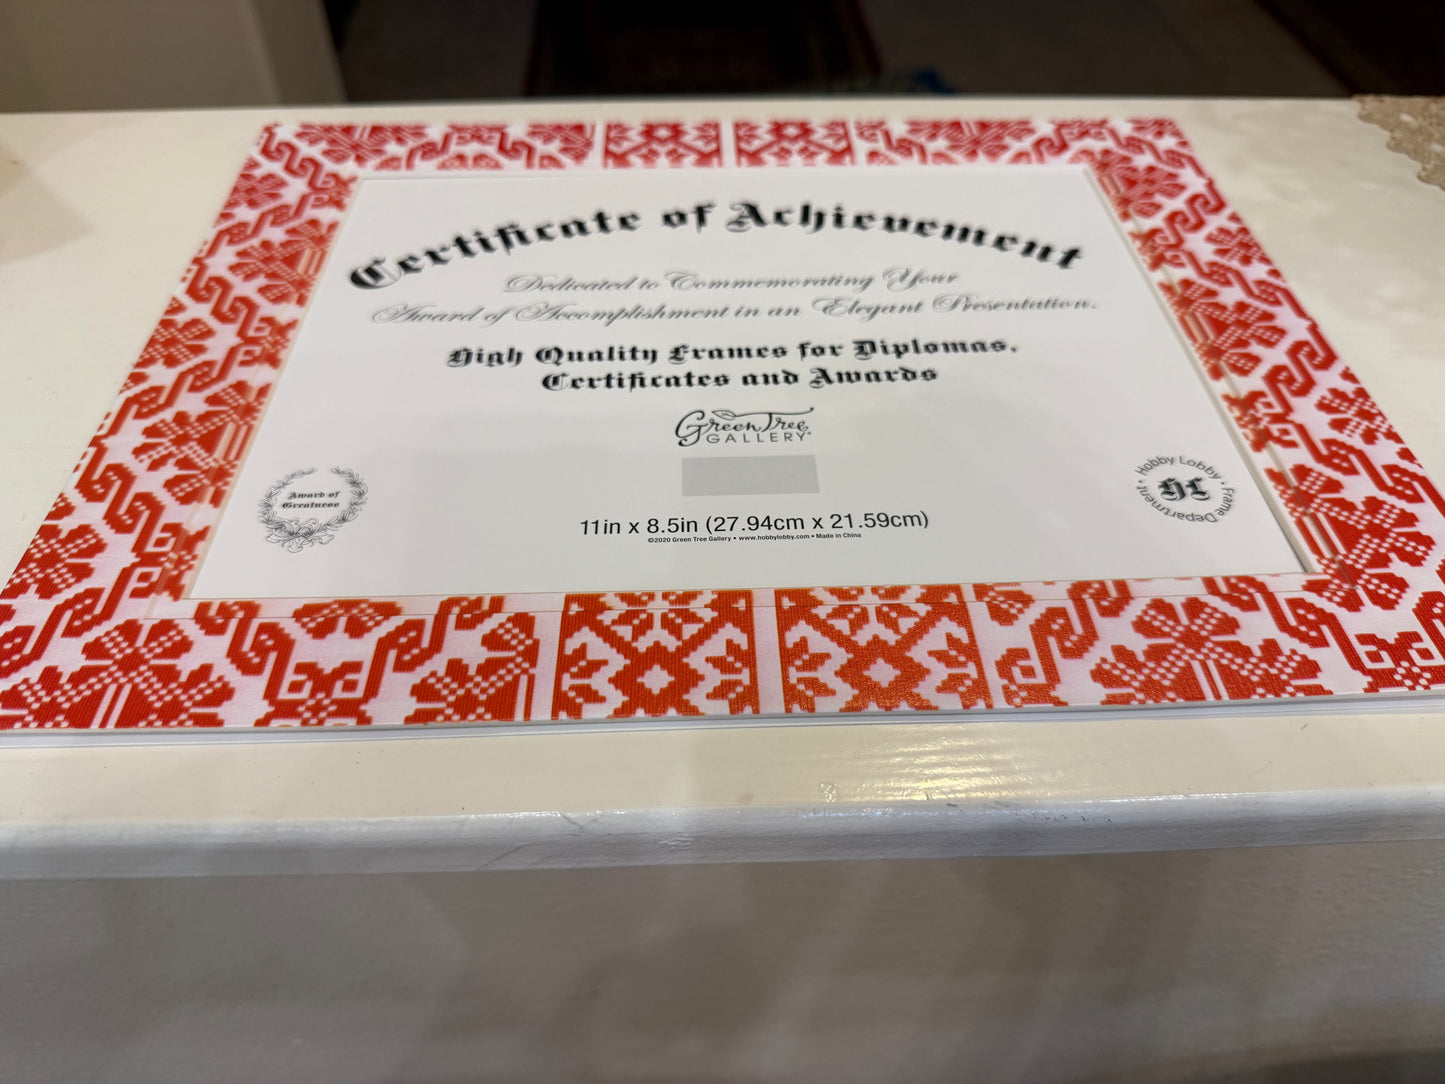 Certificate of Achievement
Dedicated to Commemorating Your
Award of Accomplishment in an Elegant Presentation.
High Quality Frames for Diplomas,
Certificates and Awards
Green Tree
GALLERY®
Award of
Greatness
Hobby Lobby • Frame Department •
HL
11in x 8.5in (27.94cm x 21.59cm)
©2020 Green Tree Gallery • www.hobbylobby.com • Made in China